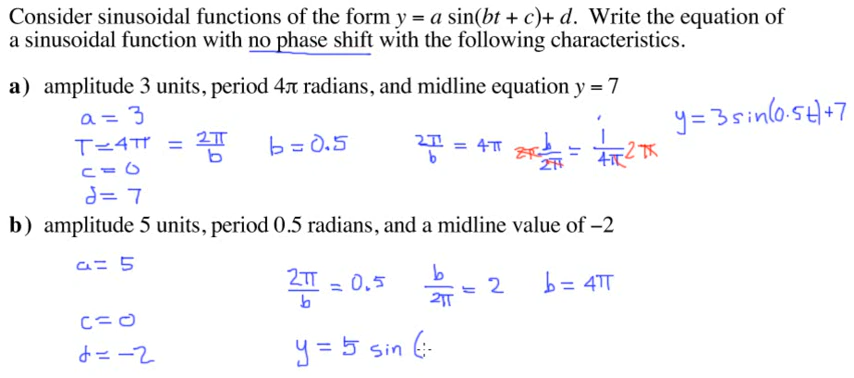 Consider sinusoidal functions of the form y = a sin(bt + c)+ d. Write the equation of
a sinusoidal function with no phase shift with the following characteristics.
a) amplitude 3 units, period 4π radians, and midline equation y = 7
a = 3
T = 4π = 2π/b   b = 0.5   2π/b = 4π   2π· b/2π = 1/4π 2π   y = 3 sin(0.5t)+7
c = 0
d = 7
b) amplitude 5 units, period 0.5 radians, and a midline value of –2
a = 5
2π/b = 0.5   b/2π = 2   b = 4π
c = 0
d = -2   y = 5 sin (